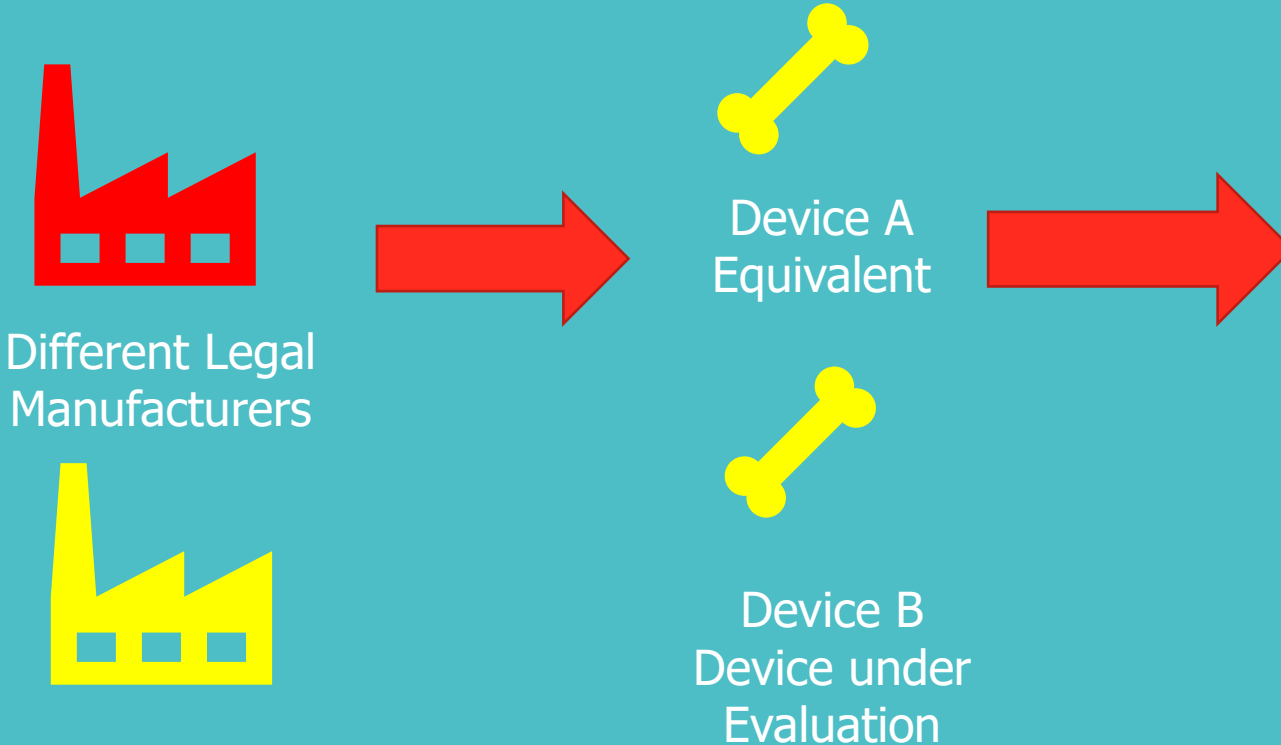 Different Legal
Manufacturers
Device A
Equivalent
Device B
Device under
Evaluation